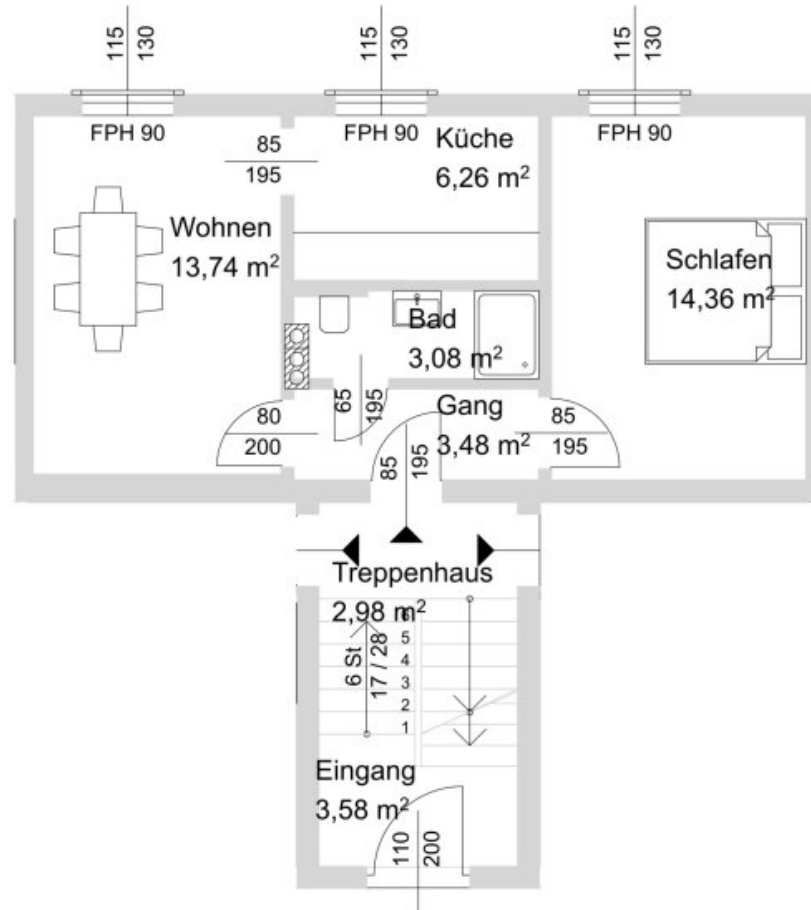 115
130
115
130
115
130
FPH 90
FPH 90
FPH 90
85
195
Küche
6,26 m²
Wohnen
13,74 m²
Schlafen
14,36 m²
Bad
3,08 m²
65
195
Gang
3,48 m²
80
200
85
195
85
195
Treppenhaus
2,98 m²
6 St
17 / 28
6
5
4
3
2
1
Eingang
3,58 m²
110
200